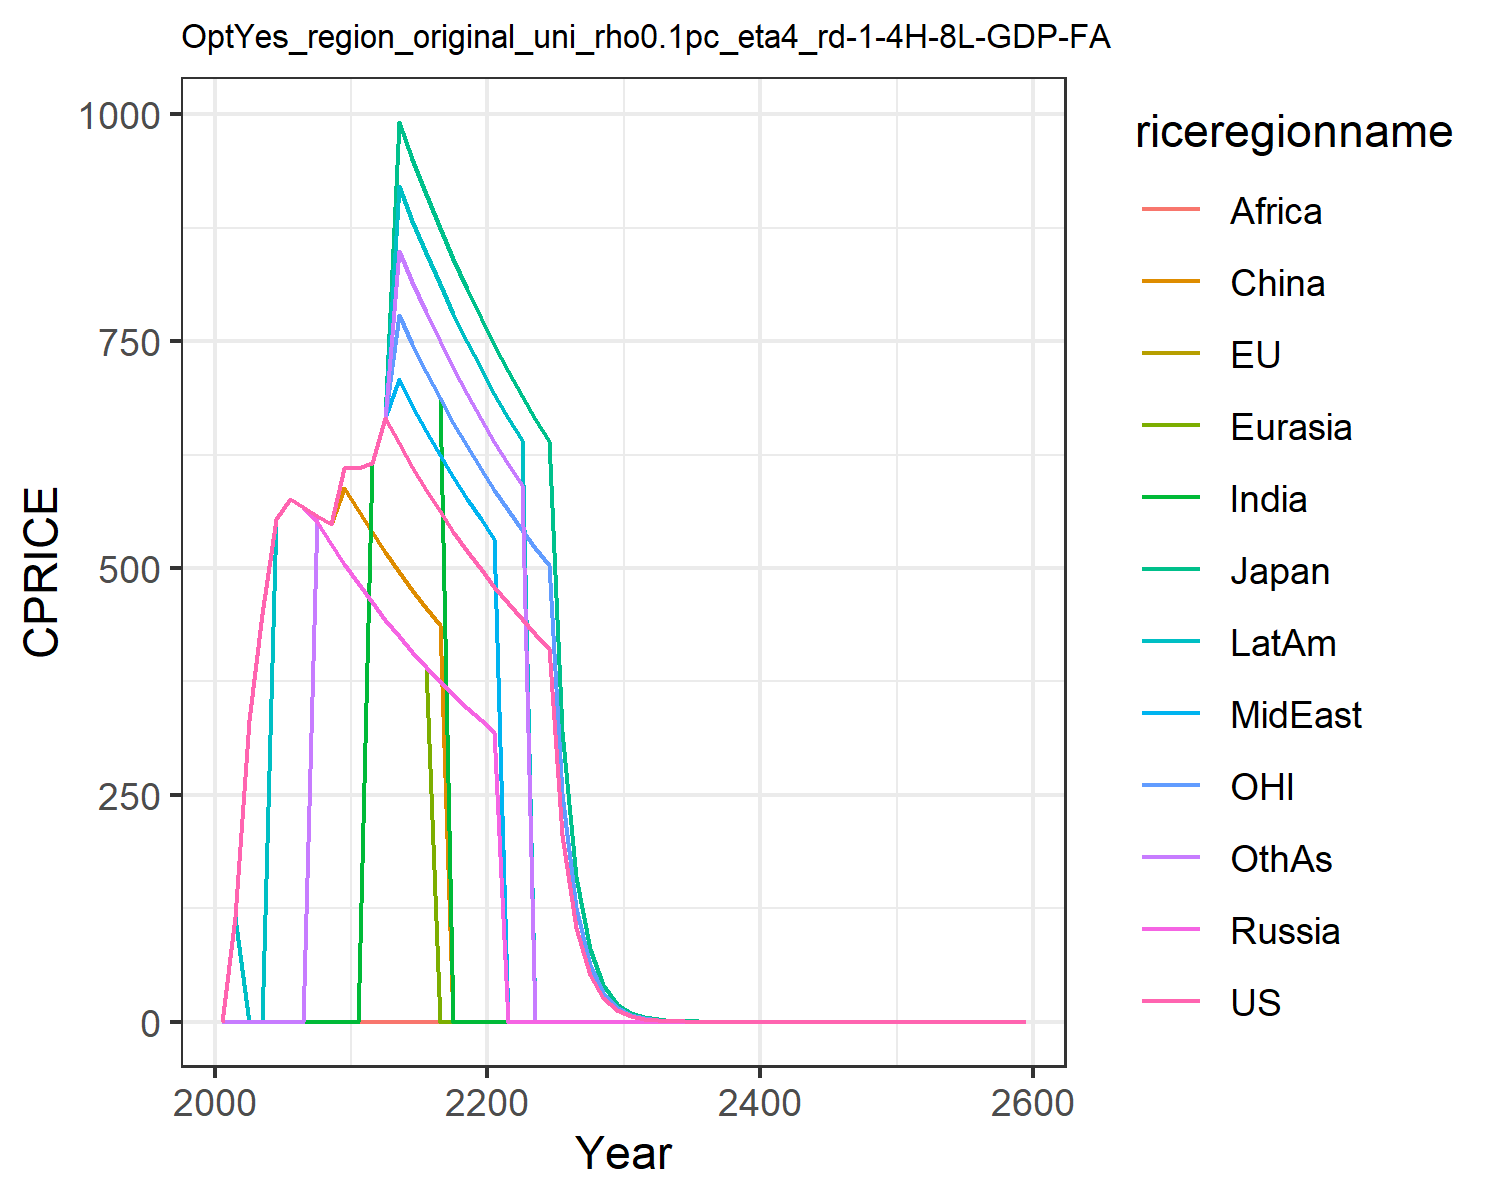 OptYes_region_original_uni_rho0.1pc_eta4_rd-1-4H-8L-GDP-FA
1000
750
500
250
0
CPRICE
2000
2200
2400
2600
Year
riceregionname
Africa
China
EU
Eurasia
India
Japan
LatAm
MidEast
OHI
OthAs
Russia
US